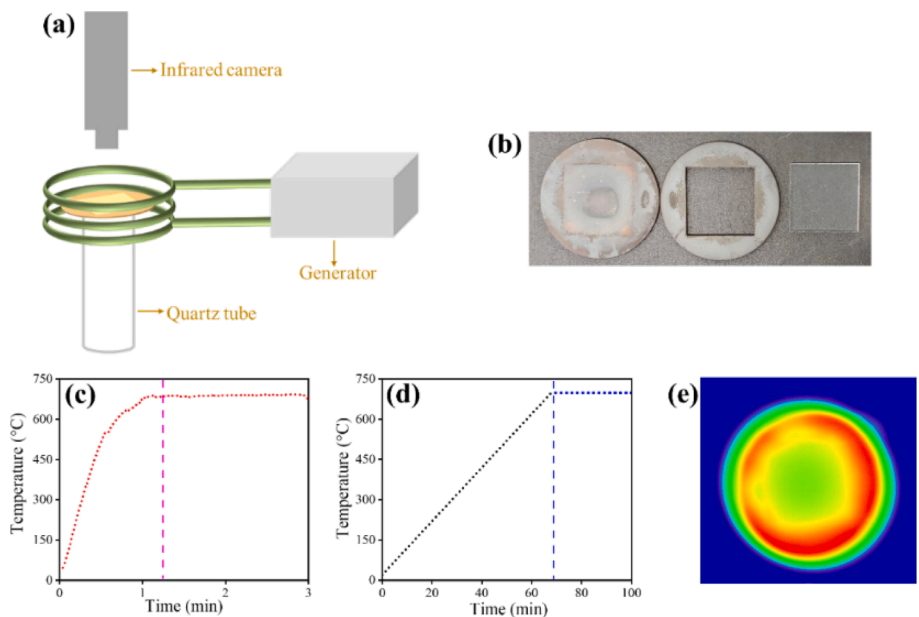 (a)
Infrared camera
Generator
Quartz tube
(b)
(c)
750
600
450
300
150
0
Temperature (°C)
0 1 2 3
Time (min)
(d)
750
600
450
300
150
0
Temperature (°C)
0 20 40 60 80 100
Time (min)
(e)